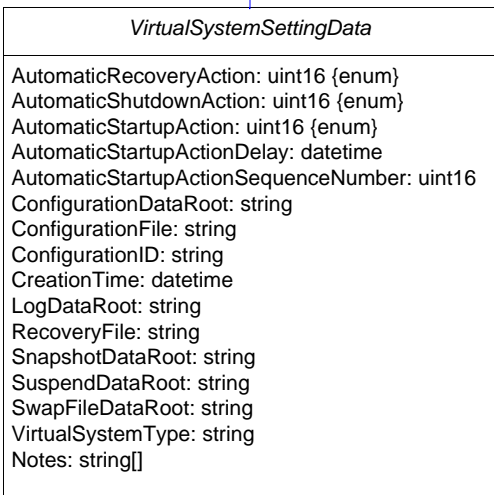 VirtualSystemSettingData
AutomaticRecoveryAction: uint16 {enum}
AutomaticShutdownAction: uint16 {enum}
AutomaticStartupAction: uint16 {enum}
AutomaticStartupActionDelay: datetime
AutomaticStartupActionSequenceNumber: uint16
ConfigurationDataRoot: string
ConfigurationFile: string
ConfigurationID: string
CreationTime: datetime
LogDataRoot: string
RecoveryFile: string
SnapshotDataRoot: string
SuspendDataRoot: string
SwapFileDataRoot: string
VirtualSystemType: string
Notes: string[]